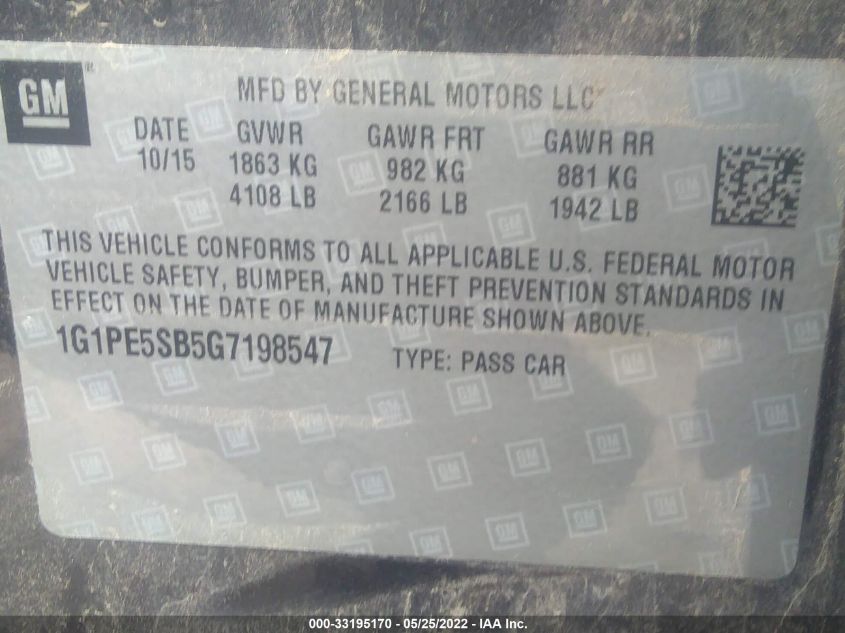 GM
MFD BY GENERAL MOTORS LLC
DATE GVWR GAWR FRT GAWR RR
10/15 1863 KG 982 KG 881 KG
4108 LB 2166 LB 1942 LB
THIS VEHICLE CONFORMS TO ALL APPLICABLE U.S. FEDERAL MOTOR
VEHICLE SAFETY, BUMPER, AND THEFT PREVENTION STANDARDS IN
EFFECT ON THE DATE OF MANUFACTURE SHOWN ABOVE.
1G1PE5SB5G7198547 TYPE: PASS CAR
000-33195170 - 05/25/2022 - IAA Inc.